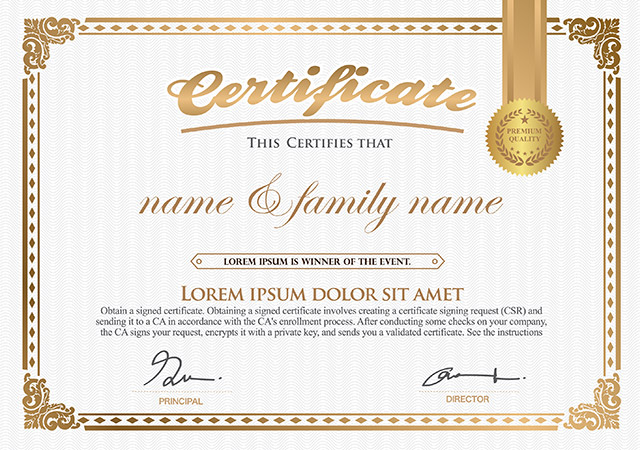 Certificate
PREMIUM
QUALITY
THIS CERTIFIES THAT
name & family name
LOREM IPSUM IS WINNER OF THE EVENT.
LOREM IPSUM DOLOR SIT AMET
Obtain a signed certificate. Obtaining a signed certificate involves creating a certificate signing request (CSR) and
sending it to a CA in accordance with the CA's enrollment process. After conducting some checks on your company,
the CA signs your request, encrypts it with a private key, and sends you a validated certificate. See the instructions
PRINCIPAL
DIRECTOR